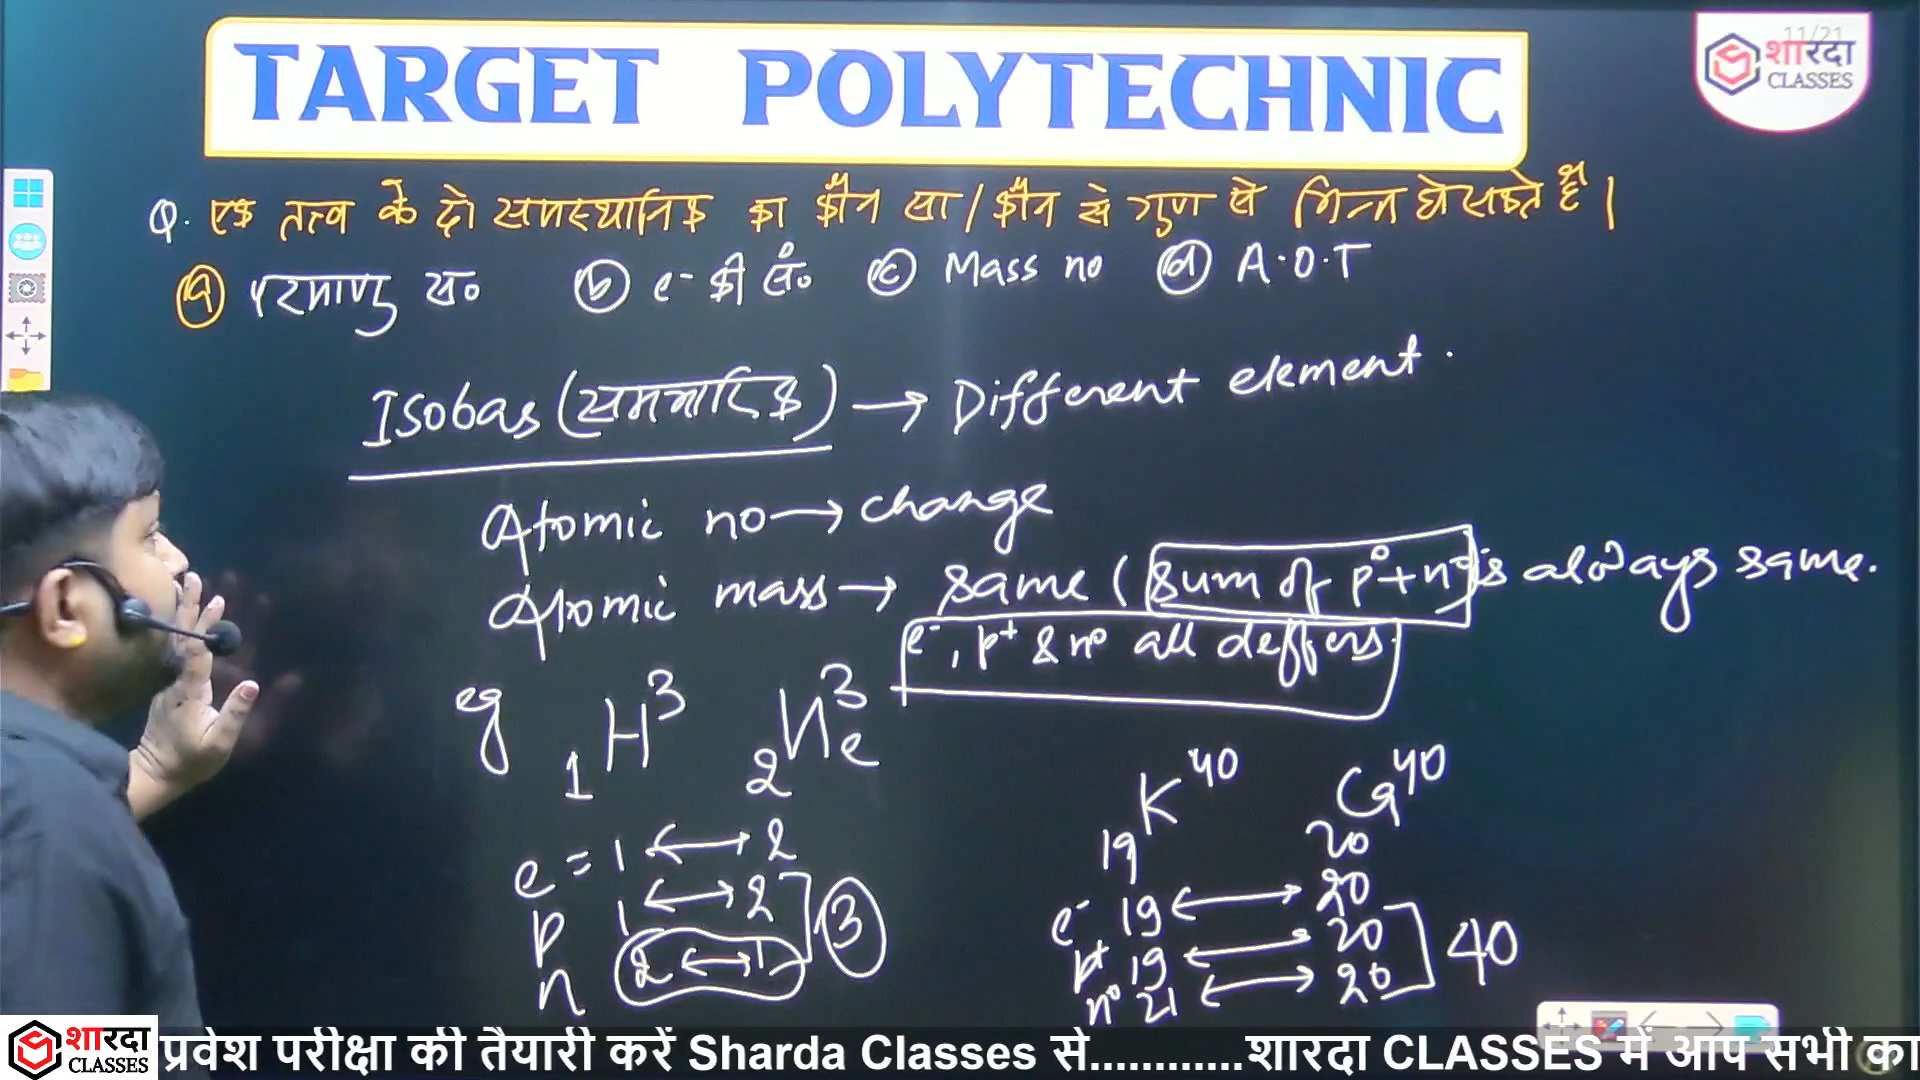 TARGET POLYTECHNIC
11/21
शारदा
CLASSES
Q. एक तत्व के दो समस्थानिक का कौन सा / कौन से गुण से भिन्न हो सकते हैं।
(a) परमाणु सं० (b) e⁻ की सं० (c) Mass no (d) A.O.T
Isobas (समभारिक) → Different element.
Atomic no → change
Atomic mass → same (sum of p°+n° is always same.
e⁻, p⁺ & n° all deffers.
eg ₁H³ ₂He³
₁₉K⁴⁰ ₂₀Ca⁴⁰
e = 1 ↔ 2
p 1 ↔ 2
n 2 ↔ 1
3
e⁻ 19 ↔ 20
p⁺ 19 ↔ 20
n° 21 ↔ 20
40
शारदा
CLASSES
प्रवेश परीक्षा की तैयारी करें Sharda Classes से............शारदा CLASSES में आप सभी का